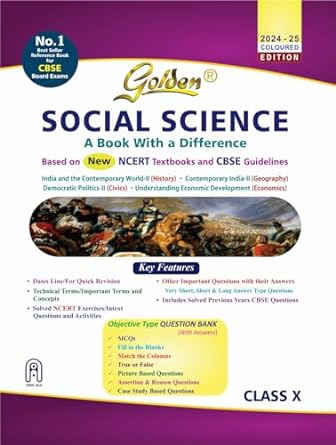 No.1
Best Seller
Reference Book
for
CBSE
Board Exams
2024 - 25
COLOURED
EDITION
Golden®
SOCIAL SCIENCE
A Book With a Difference
Based on New NCERT Textbooks and CBSE Guidelines
India and the Contemporary World-II (History) • Contemporary India-II (Geography)
Democratic Politics-II (Civics) • Understanding Economic Development (Economics)
Key Features
• Dates Line/For Quick Revision
• Technical Terms/Important Terms and
Concepts
• Solved NCERT Exercises/Intext
Questions and Activities
• Other Important Questions with their Answers
Very Short, Short & Long Answer Type Questions
• Includes Solved Previous Years CBSE Questions
Objective Type QUESTION BANK
(With Answers)
MCQs
Fill in the Blanks
Match the Columns
True or False
Picture Based Questions
Assertion & Reason Questions
Case Study Based Questions
NEW AGE
CLASS X